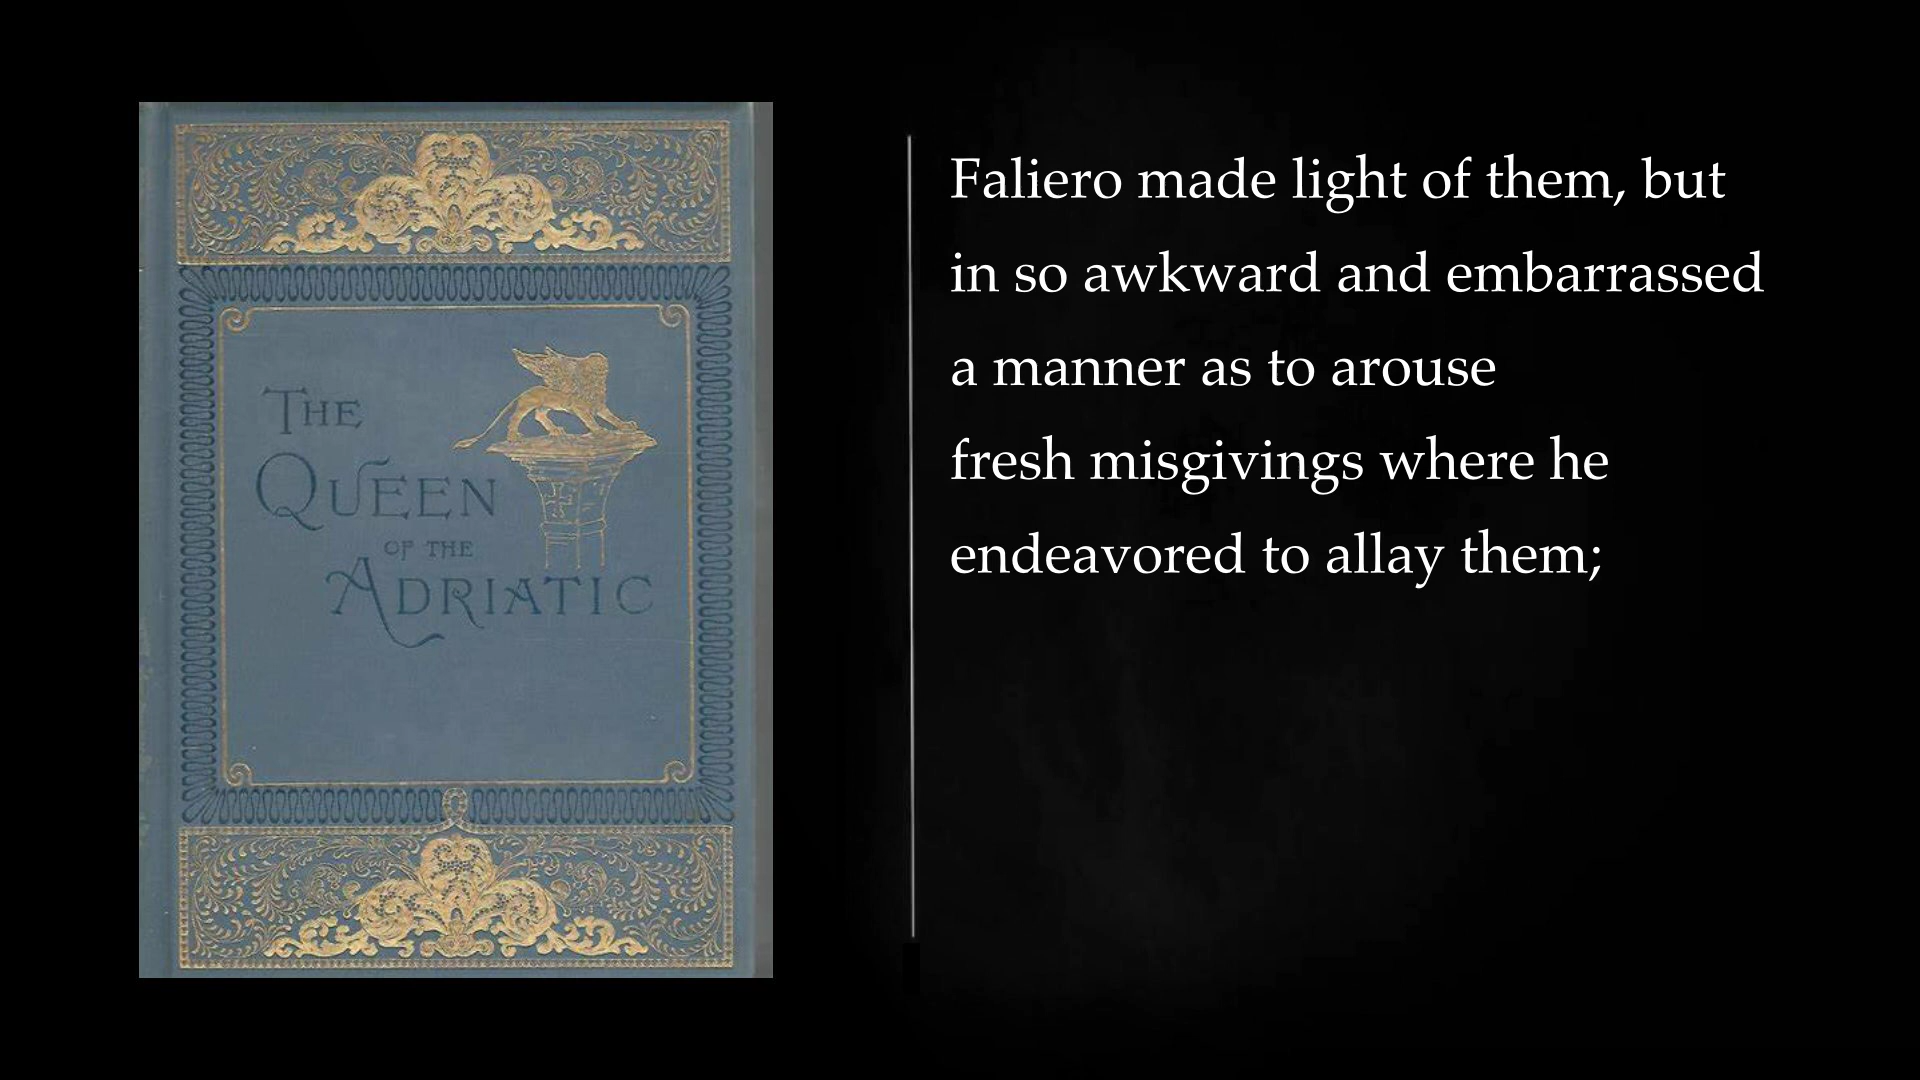 THE
QUEEN
OF THE
ADRIATIC
Faliero made light of them, but
in so awkward and embarrassed
a manner as to arouse
fresh misgivings where he
endeavored to allay them;